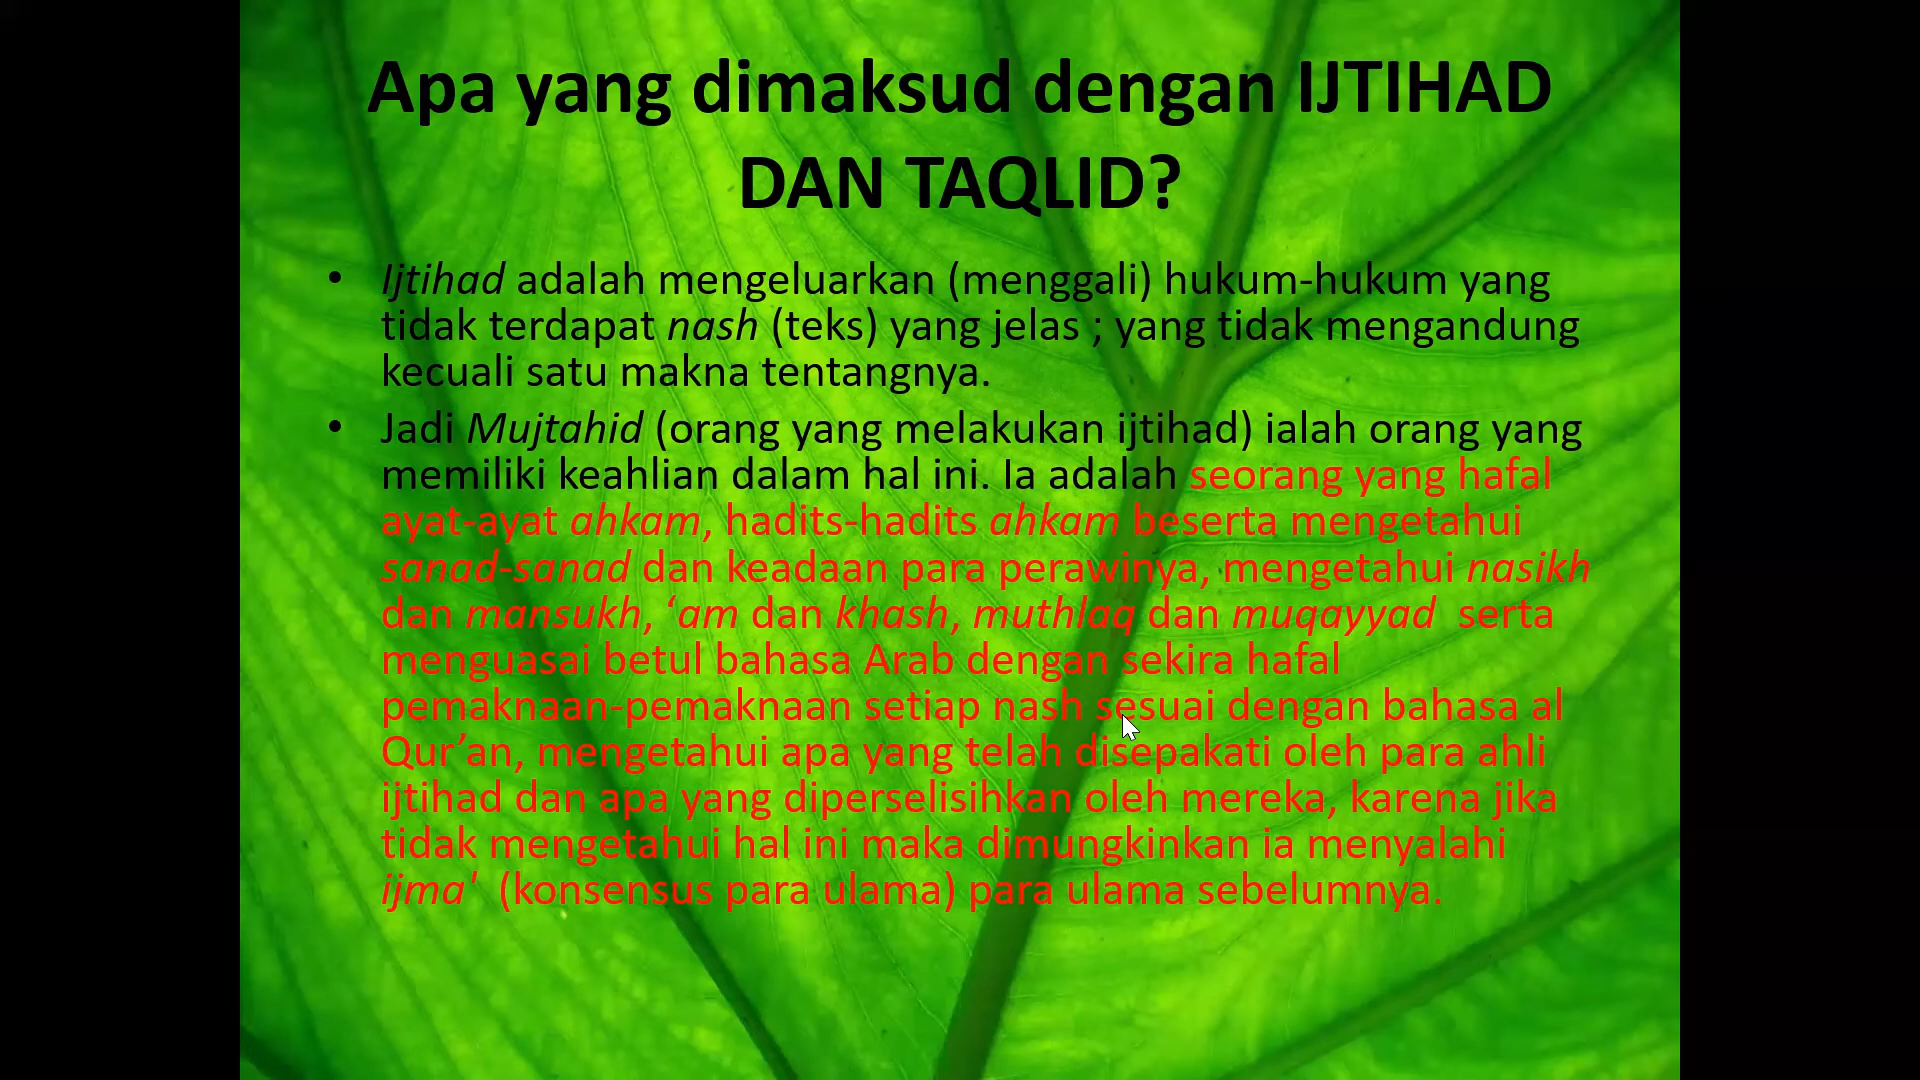 Apa yang dimaksud dengan IJTIHAD
DAN TAQLID?
• Ijtihad adalah mengeluarkan (menggali) hukum-hukum yang
tidak terdapat nash (teks) yang jelas ; yang tidak mengandung
kecuali satu makna tentangnya.
• Jadi Mujtahid (orang yang melakukan ijtihad) ialah orang yang
memiliki keahlian dalam hal ini. Ia adalah seorang yang hafal
ayat-ayat ahkam, hadits-hadits ahkam beserta mengetahui
sanad-sanad dan keadaan para perawinya, mengetahui nasikh
dan mansukh, ‘am dan khash, muthlaq dan muqayyad  serta
menguasai betul bahasa Arab dengan sekira hafal
pemaknaan-pemaknaan setiap nash sesuai dengan bahasa al
Qur’an, mengetahui apa yang telah disepakati oleh para ahli
ijtihad dan apa yang diperselisihkan oleh mereka, karena jika
tidak mengetahui hal ini maka dimungkinkan ia menyalahi
ijma'  (konsensus para ulama) para ulama sebelumnya.